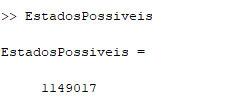 >> EstadosPossiveis
EstadosPossiveis =
1149017